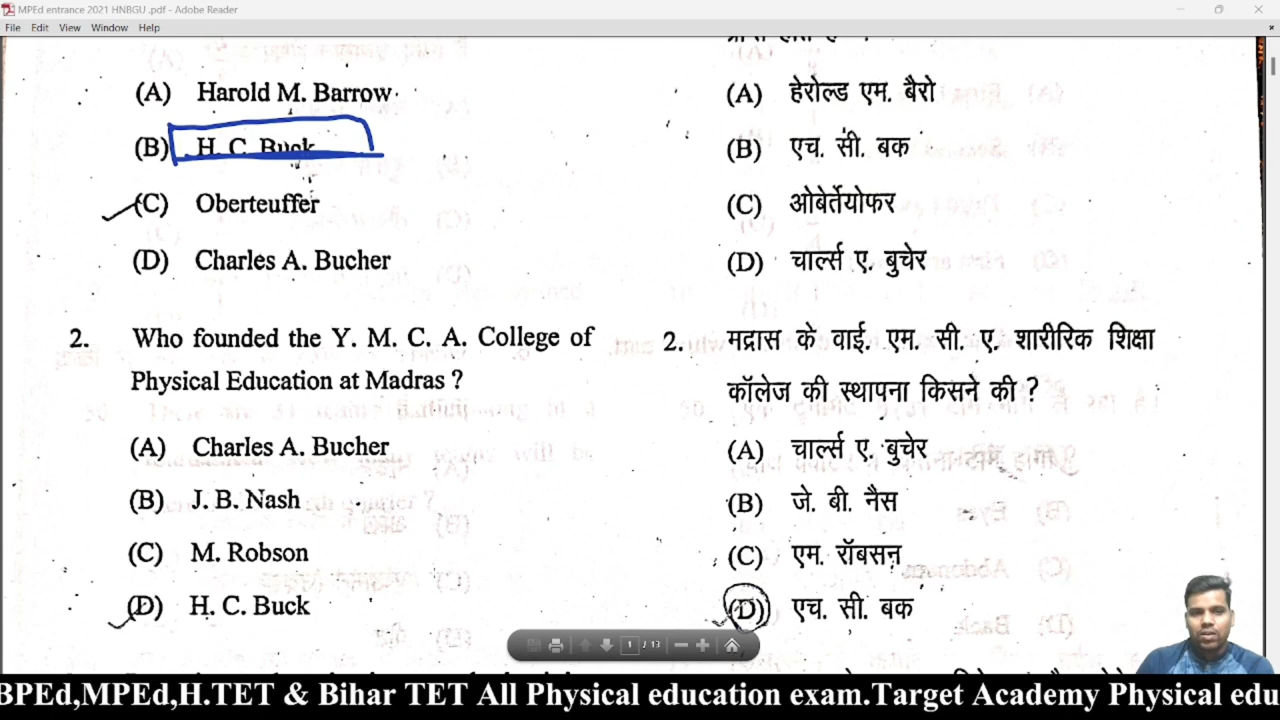 MPEd entrance 2021 HNBGU .pdf - Adobe Reader
File Edit View Window Help
(A) Harold M. Barrow
(B) H. C. Buck
(C) Oberteuffer
(D) Charles A. Bucher
2. Who founded the Y. M. C. A. College of
Physical Education at Madras ?
(A) Charles A. Bucher
(B) J. B. Nash
(C) M. Robson
(D) H. C. Buck
(A) हेरोल्ड एम. बैरो
(B) एच. सी. बक
(C) ओबेर्तेयोफर
(D) चार्ल्स ए. बुचेर
2. मद्रास के वाई. एम. सी. ए. शारीरिक शिक्षा
कॉलेज की स्थापना किसने की ?
(A) चार्ल्स ए. बुचेर
(B) जे. बी. नैस
(C) एम. रॉबसन
(D) एच. सी. बक
1 / 13
BPEd,MPEd,H.TET & Bihar TET All Physical education exam.Target Academy Physical edu